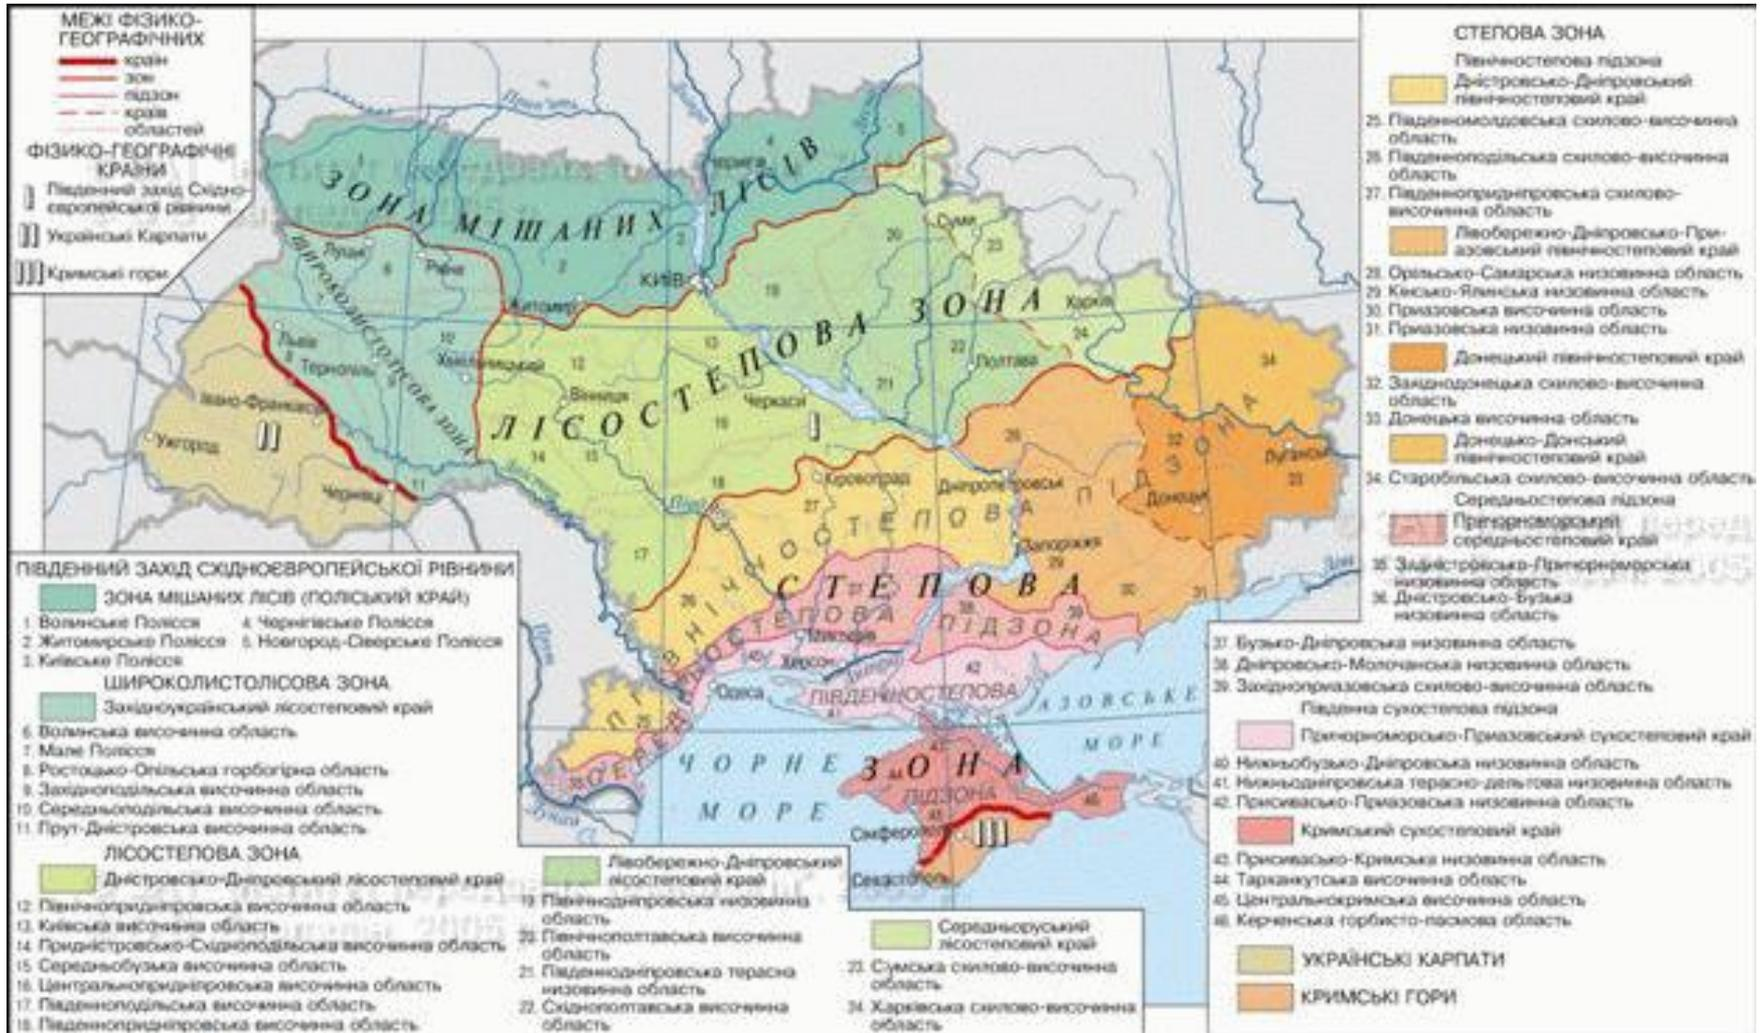 МЕЖІ ФІЗИКО-
ГЕОГРАФІЧНИХ
країн
зон
підзон
країв
областей
ФІЗИКО-ГЕОГРАФІЧНІ
КРАЇНИ
I Південний захід Східно-
європейської рівнини
II Українські Карпати
III Кримські гори
ЗОНА МІШАНИХ ЛІСІВ
ШИРОКОЛИСТОЛІСОВА ЗОНА
ЛІСОСТЕПОВА ЗОНА
СТЕПОВА ЗОНА
ПІВНІЧНОСТЕПОВА ПІДЗОНА
ПІДЗОНА
ПІВДЕННОСТЕПОВА
ПІДЗОНА
ЧОРНЕ
МОРЕ
АЗОВСЬКЕ
МОРЕ
Прип'ять
Чернігів
Суми
Луцьк
Рівне
Житомир
КИЇВ
Харків
Львів
Тернопіль
Хмельницький
Вінниця
Полтава
Черкаси
Івано-Франківськ
Ужгород
Чернівці
Кіровоград
Дніпропетровськ
Луганськ
Донецьк
Запоріжжя
Миколаїв
Херсон
Одеса
Сімферополь
Севастополь
Дунай
I
II
III
ПІВДЕННИЙ ЗАХІД СХІДНОЄВРОПЕЙСЬКОЇ РІВНИНИ
ЗОНА МІШАНИХ ЛІСІВ (ПОЛІСЬКИЙ КРАЙ)
1. Волинське Полісся 4. Чернігівське Полісся
2. Житомирське Полісся 5. Новгород-Сіверське Полісся
3. Київське Полісся
ШИРОКОЛИСТОЛІСОВА ЗОНА
Західноукраїнський лісостеповий край
6. Волинська височинна область
7. Мале Полісся
8. Ростоцько-Опільська горбогірна область
9. Західноподільська височинна область
10. Середньоподільська височинна область
11. Прут-Дністровська височинна область
ЛІСОСТЕПОВА ЗОНА
Дністровсько-Дніпровський лісостеповий край
12. Північнопридніпровська височинна область
13. Київська височинна область
14. Придністровсько-Східноподільська височинна область
15. Середньобузька височинна область
16. Центральнопридніпровська височинна область
17. Південноподільська височинна область
18. Південнопридніпровська височинна область
Лівобережно-Дніпровський
лісостеповий край
19. Північнодніпровська низовинна
область
20. Північнополтавська височинна
область
21. Південнодніпровська терасна
низовинна область
22. Східнополтавська височинна
область
Середньоруський
лісостеповий край
23. Сумська схилово-височинна
область
24. Харківська схилово-височинна
область
СТЕПОВА ЗОНА
Північностепова підзона
Дністровсько-Дніпровський
північностеповий край
25. Південномолдовська схилово-височинна
область
26. Південноподільська схилово-височинна
область
27. Південнопридніпровська схилово-
височинна область
Лівобережно-Дніпровсько-При-
азовський північностеповий край
28. Орільсько-Самарська низовинна область
29. Кінсько-Ялинська низовинна область
30. Приазовська височинна область
31. Приазовська низовинна область
Донецький північностеповий край
32. Західнодонецька схилово-височинна
область
33. Донецька височинна область
Донецько-Донський
північностеповий край
34. Старобільська схилово-височинна область
Середньостепова підзона
Причорноморський
середньостеповий край
35. Задністровсько-Причорноморська
низовинна область
36. Дністровсько-Бузька
низовинна область
37. Бузько-Дніпровська низовинна область
38. Дніпровсько-Молочанська низовинна область
39. Західноприазовська схилово-височинна область
Південна сухостепова підзона
Причорноморсько-Приазовський сухостеповий край
40. Нижньобузько-Дніпровська низовинна область
41. Нижньодніпровська терасно-дельтова низовинна область
42. Присивасько-Приазовська низовинна область
Кримський сухостеповий край
43. Присивасько-Кримська низовинна область
44. Тарханкутська височинна область
45. Центральнокримська височинна область
46. Керченська горбисто-пасмова область
УКРАЇНСЬКІ КАРПАТИ
КРИМСЬКІ ГОРИ